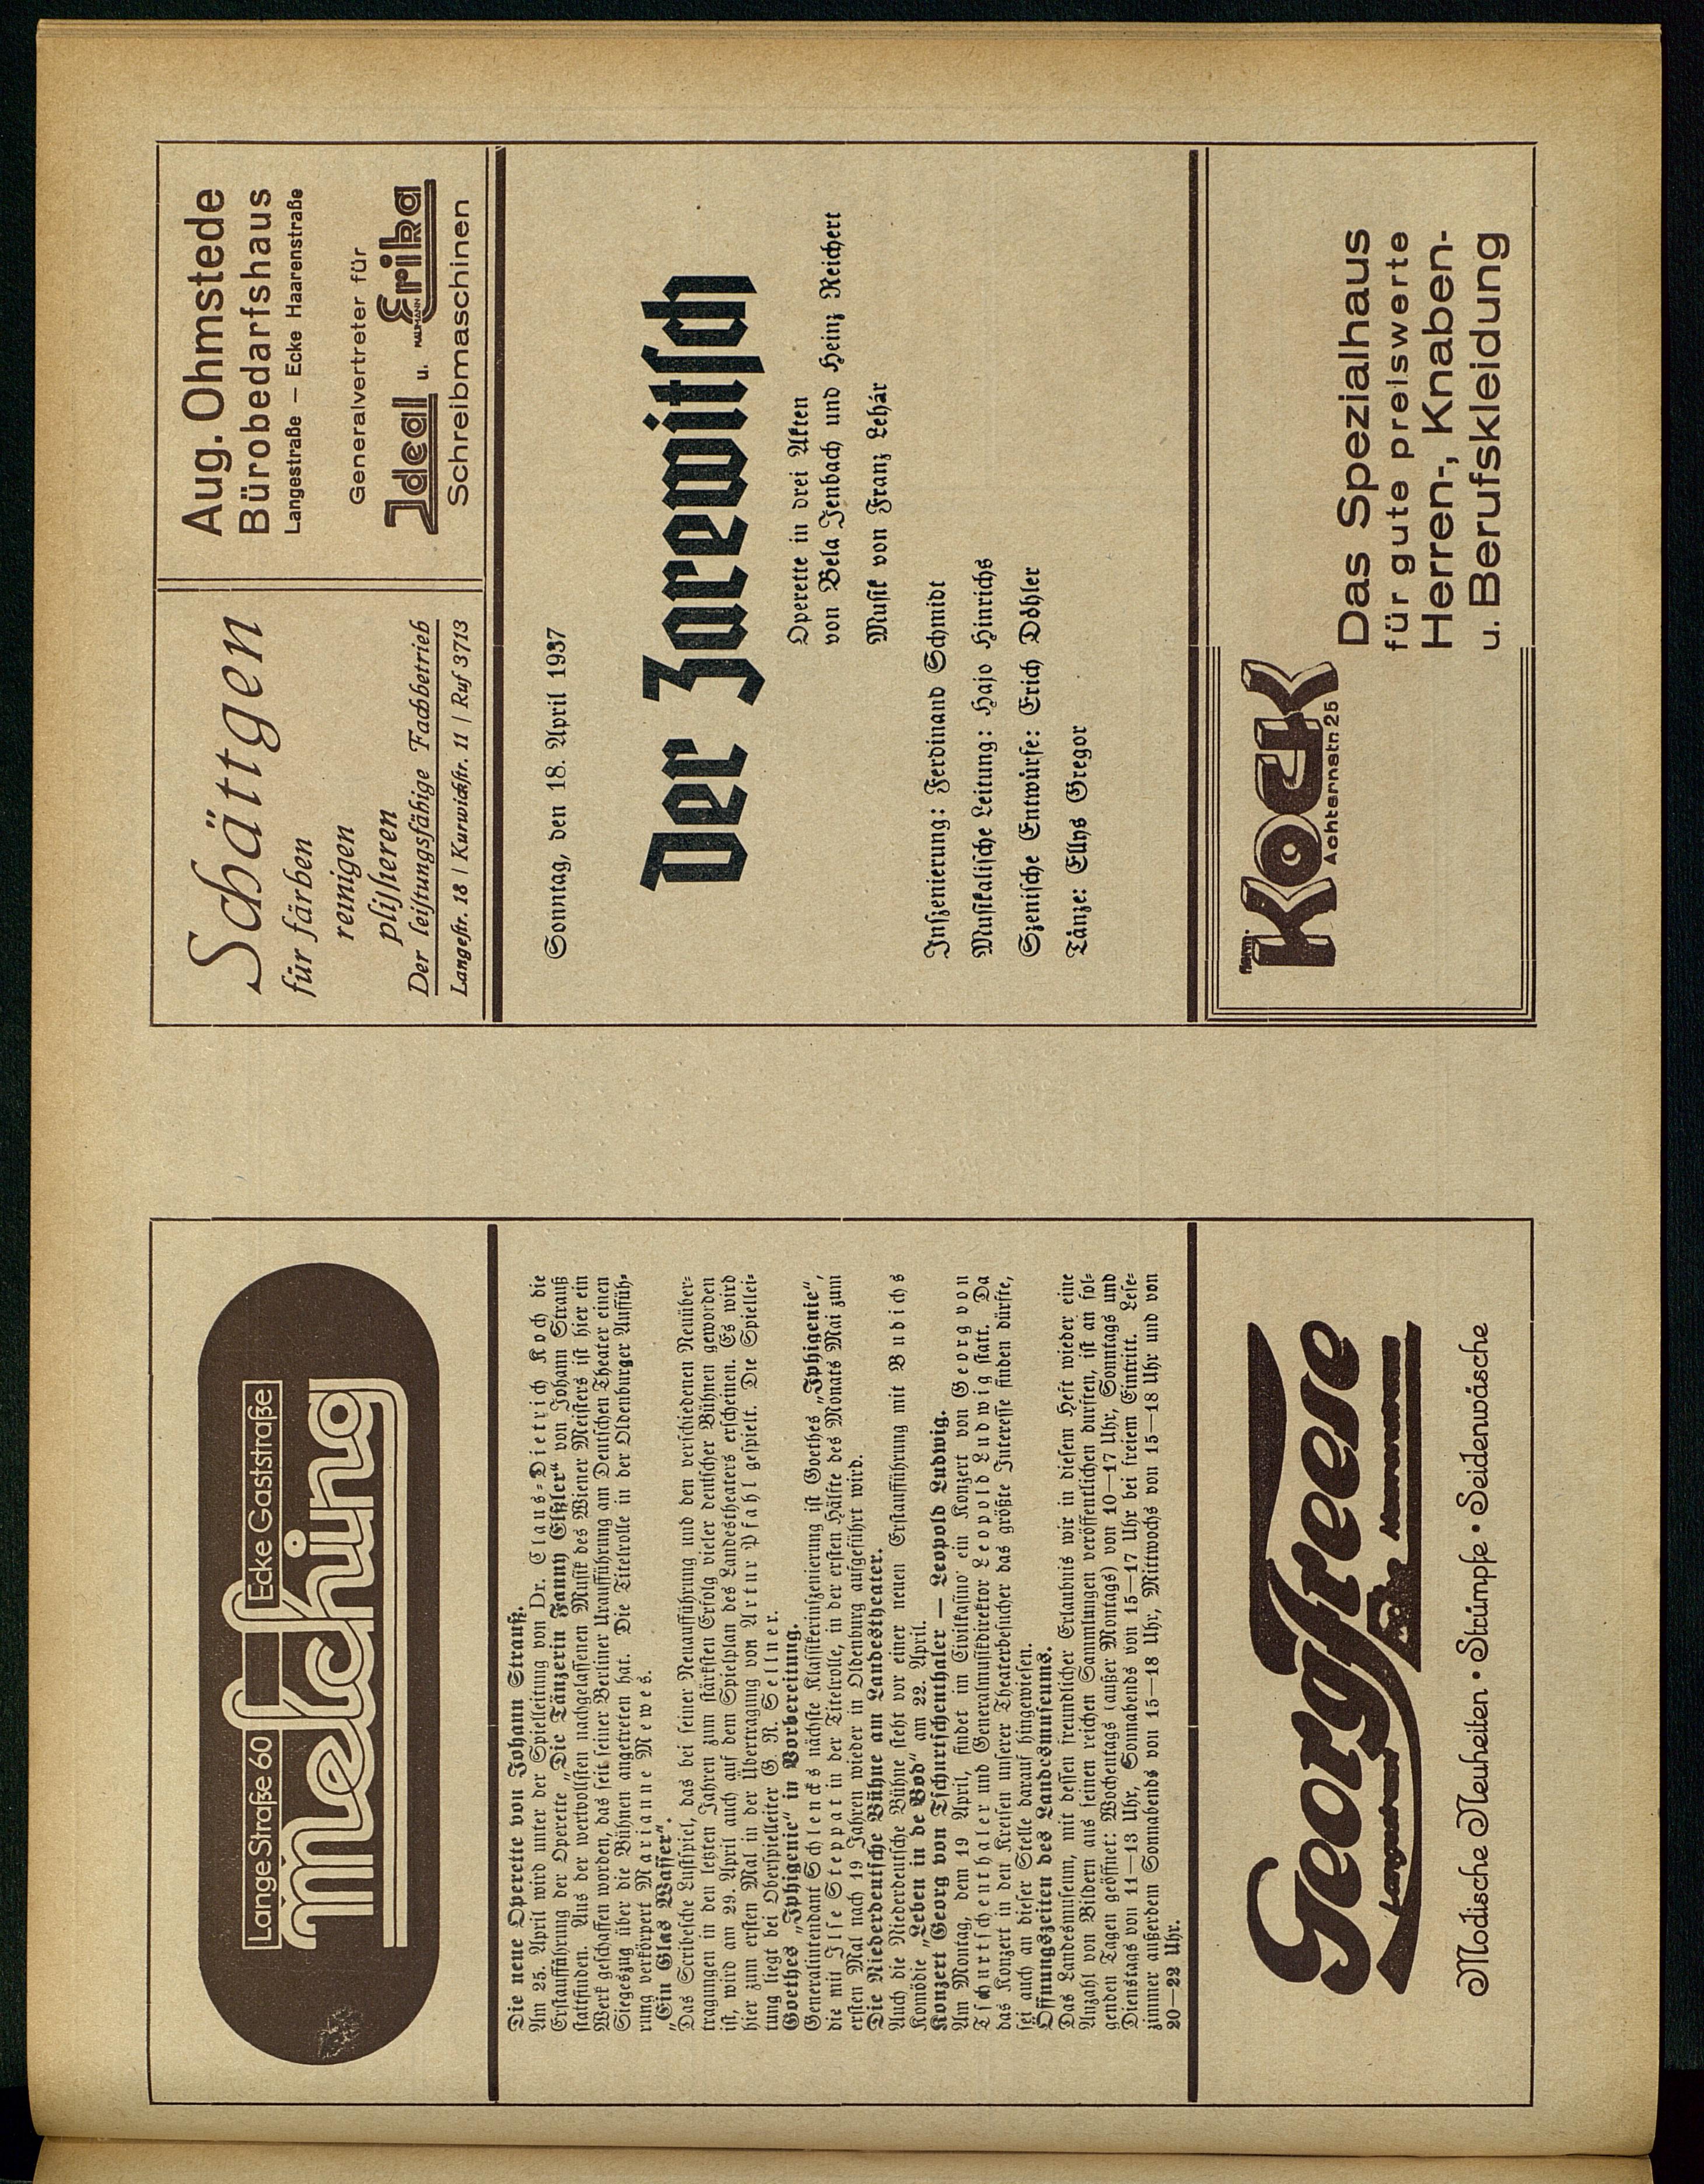 Lange Straße 60 Ecke Gaststraße
Melching
Die neue Operette von Johann Strauß.
Am 25. April wird unter der Spielleitung von Dr. Claus-Dietrich Koch die
Erstaufführung der Operette „Die Tänzerin Fanny Elßler“ von Johann Strauß
stattfinden. Aus der wertvollsten nachgelassenen Musik des Wiener Meisters ist hier ein
Werk geschaffen worden, das seit seiner Berliner Uraufführung am Deutschen Theater einen
Siegeszug über die Bühnen angetreten hat. Die Titelrolle in der Oldenburger Auffüh-
rung verkörpert Marianne Mewes.
„Ein Glas Wasser“.
Das Scribesche Lustspiel, das bei seiner Neuaufführung und den verschiedenen Neuüber-
tragungen in den letzten Jahren zum stärksten Erfolg vieler deutscher Bühnen geworden
ist, wird am 29. April auch auf dem Spielplan des Landestheaters erscheinen. Es wird
hier zum ersten Mal in der Übertragung von Artur Pfahl gespielt. Die Spiellei-
tung liegt bei Oberspielleiter G. R. Sellner.
Goethes „Iphigenie“ in Vorbereitung.
Generalintendant Schlencks nächste Klassikerinszenierung ist Goethes „Iphigenie“,
die mit Ilse Steppat in der Titelrolle, in der ersten Hälfte des Monats Mai zum
ersten Mal nach 19 Jahren wieder in Oldenburg aufgeführt wird.
Die Niederdeutsche Bühne am Landestheater.
Auch die Niederdeutsche Bühne steht vor einer neuen Erstaufführung mit Budichs
Komödie „Leben in de Bod“ am 22. April.
Konzert Georg von Tschurtschenthaler — Leopold Ludwig.
Am Montag, dem 19 April, findet im Civilkasino ein Konzert von Georg von
Tschurtschenthaler und Generalmusikdirektor Leopold Ludwig statt. Da
das Konzert in den Kreisen unserer Theaterbesucher das größte Interesse finden dürfte,
sei auch an dieser Stelle darauf hingewiesen.
Öffnungszeiten des Landesmuseums.
Das Landesmuseum, mit dessen freundlicher Erlaubnis wir in diesem Heft wieder eine
Anzahl von Bildern aus seinen reichen Sammlungen veröffentlichen durften, ist an fol-
genden Tagen geöffnet: Wochentags (außer Montags) von 10—17 Uhr, Sonntags und
Dienstags von 11—13 Uhr, Sonnabends von 15—17 Uhr bei freiem Eintritt. Lese-
zimmer außerdem Sonnabends von 15—18 Uhr, Mittwochs von 15—18 Uhr und von
20—22 Uhr.
Georg Freese
Langestrasse Ecke Haarenstrasse
Modische Neuheiten • Strümpfe • Seidenwäsche
Schättgen
für färben
reinigen
plissieren
Der leistungsfähige Fachbetrieb
Langestr. 18 | Kurwickstr. 11 | Ruf 3713
Aug. Ohmstede
Bürobedarfshaus
Langestraße – Ecke Haarenstraße
Generalvertreter für
Ideal u. NAUMANN Erika
Schreibmaschinen
Sonntag, den 18. April 1937
Der Zarewitsch
Operette in drei Akten
von Bela Jenbach und Heinz Reichert
Musik von Franz Lehár
Inszenierung: Ferdinand Schmidt
Musikalische Leitung: Hajo Hinrichs
Szenische Entwürfe: Erich Döhler
Tänze: Ellys Gregor
Herm.
Kock
Achternstr. 25
Das Spezialhaus
für gute preiswerte
Herren-, Knaben-
u. Berufskleidung